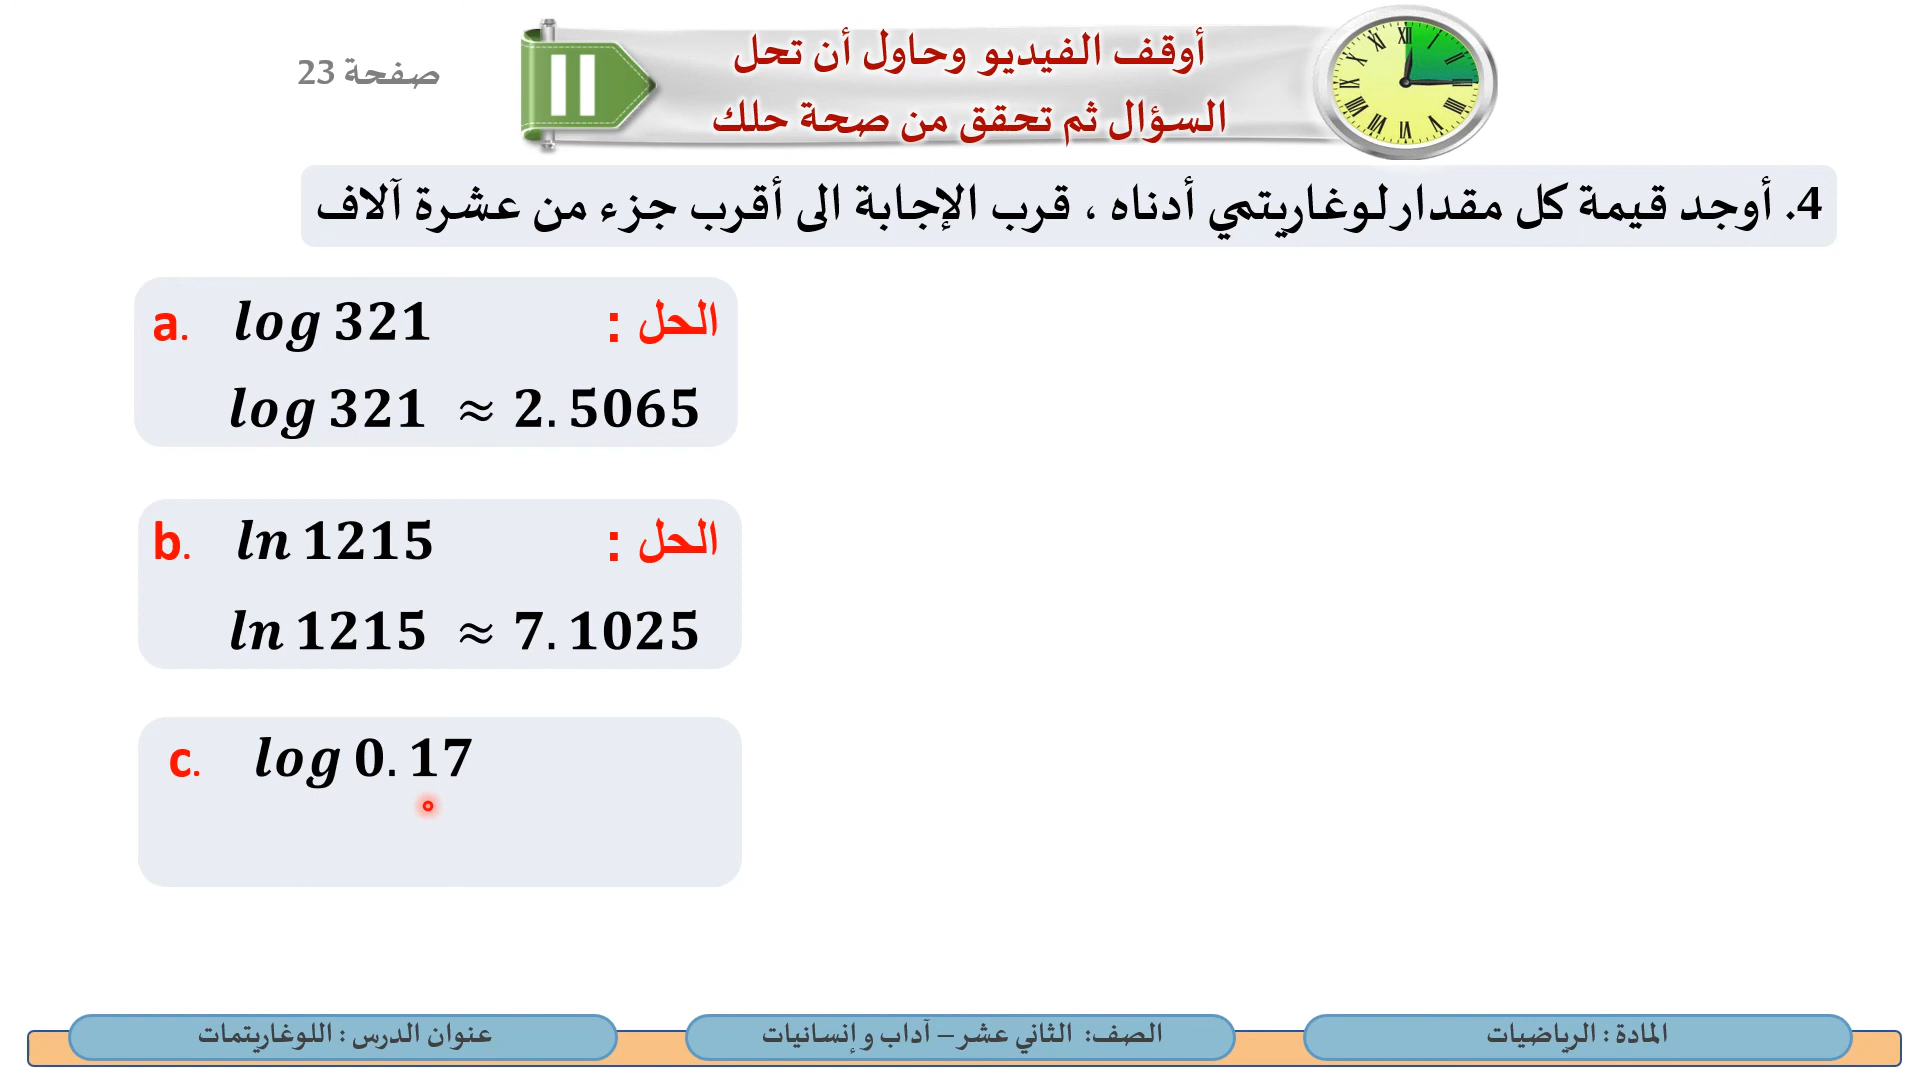 صفحة 23
أوقف الفيديو وحاول أن تحل
السؤال ثم تحقق من صحة حلك
4. أوجد قيمة كل مقدار لوغاريتمي أدناه ، قرب الإجابة الى أقرب جزء من عشرة آلاف
a. log 321 الحل :
log 321 ≈ 2.5065
b. ln 1215 الحل :
ln 1215 ≈ 7.1025
c. log 0.17
المادة : الرياضيات
الصف: الثاني عشر – آداب و إنسانيات
عنوان الدرس : اللوغاريتمات